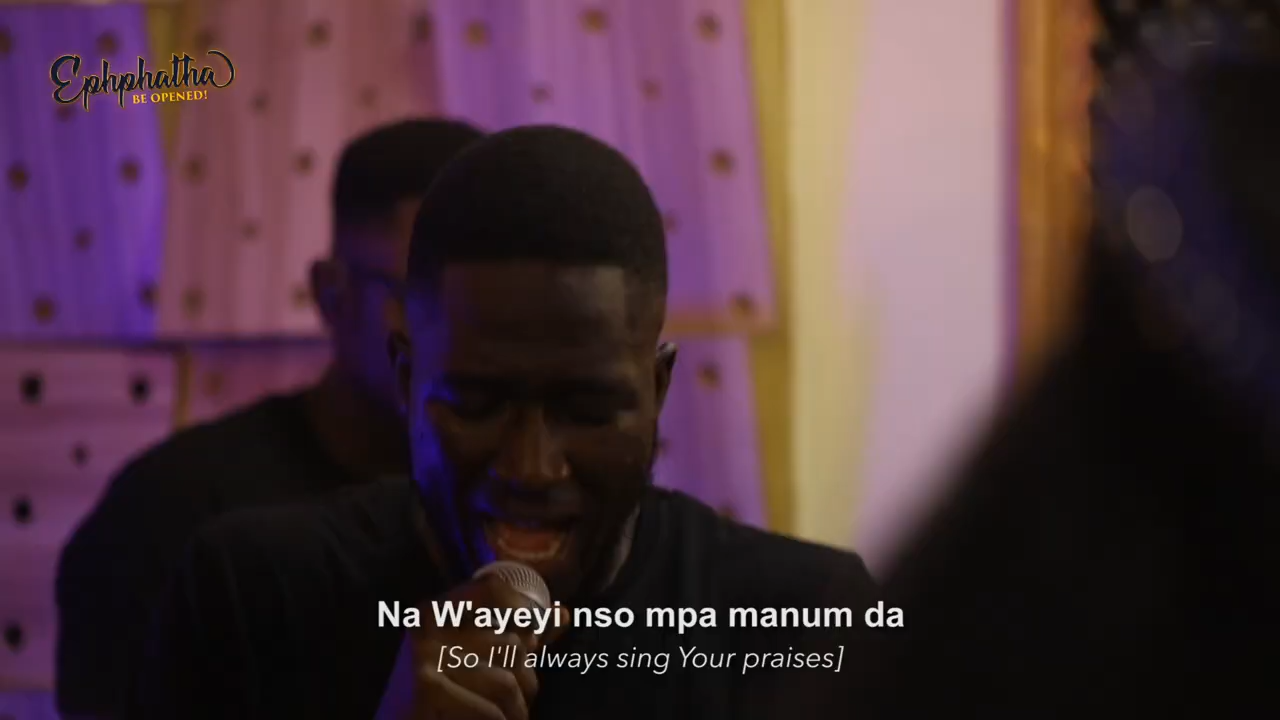 Ephphatha
BE OPENED!
Na W'ayeyi nso mpa manum da
[So I'll always sing Your praises]